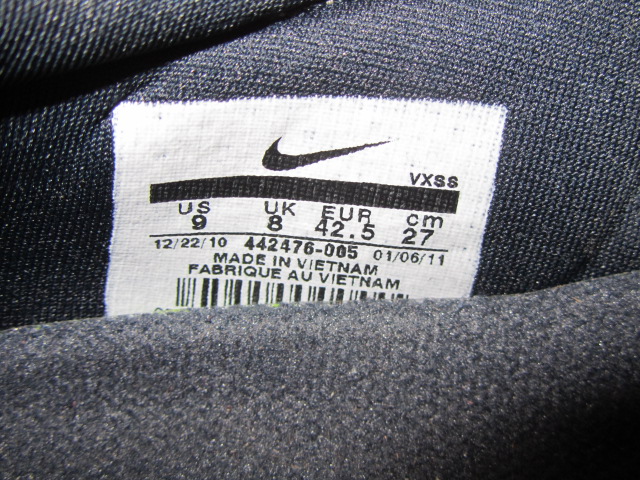 VXSS
US UK EUR cm
9 8 42.5 27
12/22/10 442476-005 01/06/11
MADE IN VIETNAM
FABRIQUE AU VIETNAM